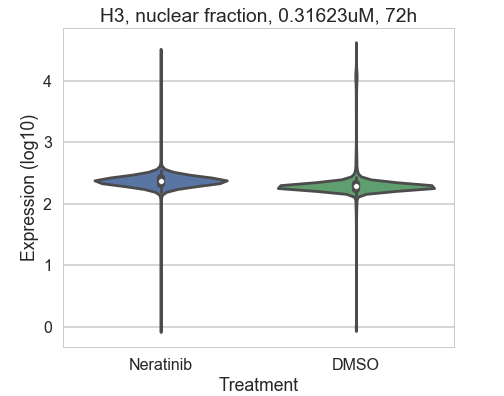 H3, nuclear fraction, 0.31623uM, 72h
Expression (log10)
4
3
2
1
0
Neratinib DMSO
Treatment